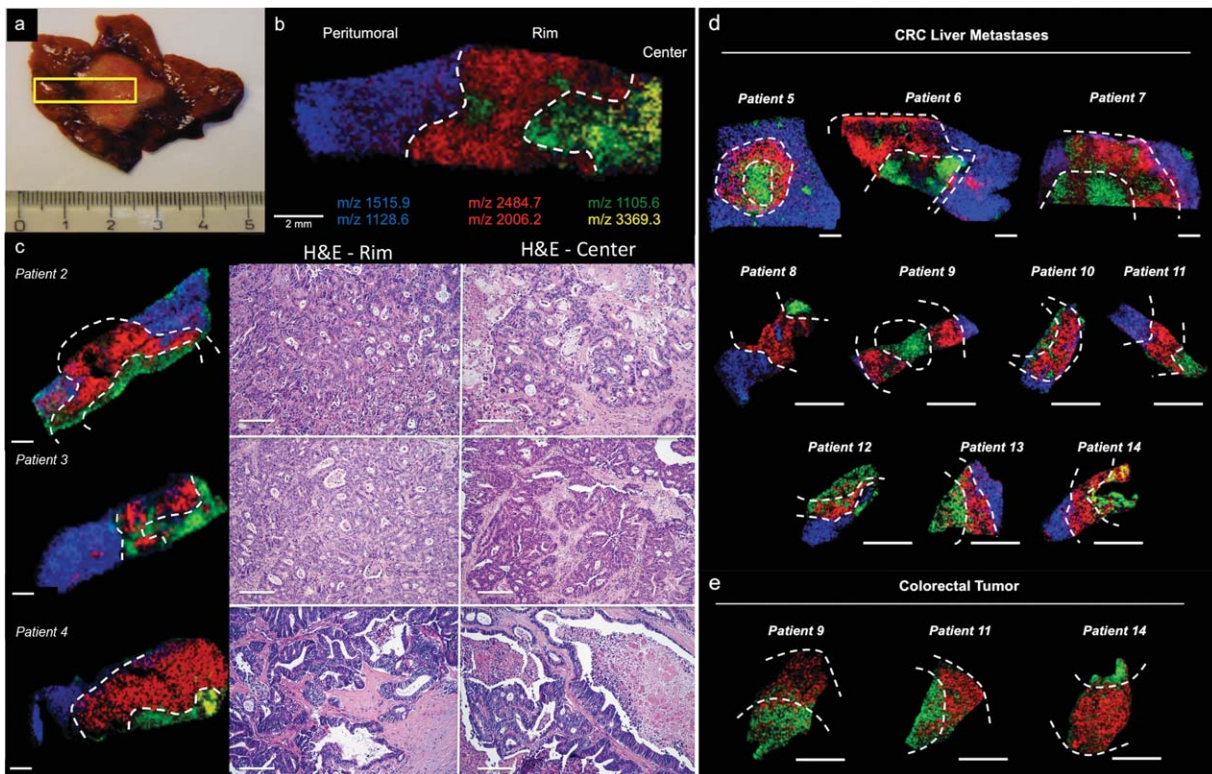 a
0 1 2 3 4 5
b
Peritumoral Rim Center
m/z 1515.9 m/z 2484.7 m/z 1105.6
m/z 1128.6 m/z 2006.2 m/z 3369.3
2 mm
c
H&E - Rim H&E - Center
Patient 2
Patient 3
Patient 4
d
CRC Liver Metastases
Patient 5 Patient 6 Patient 7
Patient 8 Patient 9 Patient 10 Patient 11
Patient 12 Patient 13 Patient 14
e
Colorectal Tumor
Patient 9 Patient 11 Patient 14